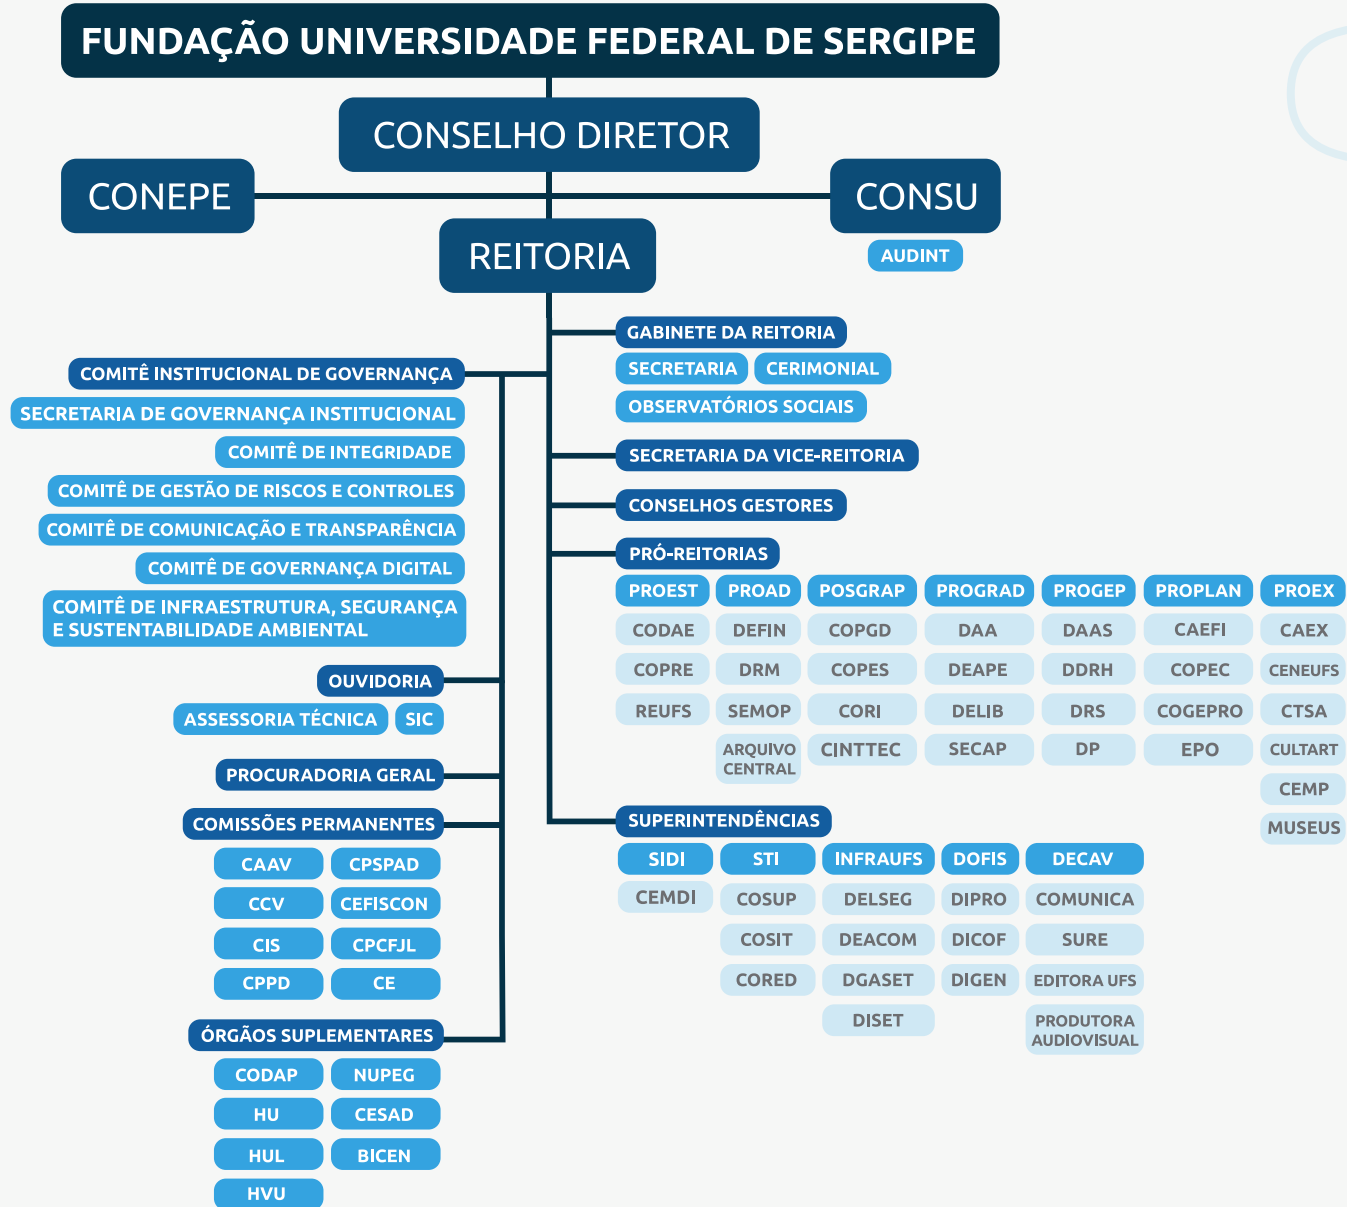 FUNDAÇÃO UNIVERSIDADE FEDERAL DE SERGIPE
CONSELHO DIRETOR
CONEPE
CONSU
AUDINT
REITORIA
COMITÊ INSTITUCIONAL DE GOVERNANÇA
SECRETARIA DE GOVERNANÇA INSTITUCIONAL
COMITÊ DE INTEGRIDADE
COMITÊ DE GESTÃO DE RISCOS E CONTROLES
COMITÊ DE COMUNICAÇÃO E TRANSPARÊNCIA
COMITÊ DE GOVERNANÇA DIGITAL
COMITÊ DE INFRAESTRUTURA, SEGURANÇA
E SUSTENTABILIDADE AMBIENTAL
OUVIDORIA
ASSESSORIA TÉCNICA SIC
PROCURADORIA GERAL
COMISSÕES PERMANENTES
CAAV CPSPAD
CCV CEFISCON
CIS CPCFJL
CPPD CE
ÓRGÃOS SUPLEMENTARES
CODAP NUPEG
HU CESAD
HUL BICEN
HVU
GABINETE DA REITORIA
SECRETARIA CERIMONIAL
OBSERVATÓRIOS SOCIAIS
SECRETARIA DA VICE-REITORIA
CONSELHOS GESTORES
PRÓ-REITORIAS
PROEST PROAD POSGRAP PROGRAD PROGEP PROPLAN PROEX
CODAE DEFIN COPGD DAA DAAS CAEFI CAEX
COPRE DRM COPES DEAPE DDRH COPEC CENEUFS
REUFS SEMOP CORI DELIB DRS COGEPRO CTSA
ARQUIVO CINTTEC SECAP DP EPO CULTART
CENTRAL
CEMP
MUSEUS
SUPERINTENDÊNCIAS
SIDI STI INFRAUFS DOFIS DECAV
CEMDI COSUP DELSEG DIPRO COMUNICA
COSIT DEACOM DICOF SURE
CORED DGASET DIGEN EDITORA UFS
DISET PRODUTORA
AUDIOVISUAL